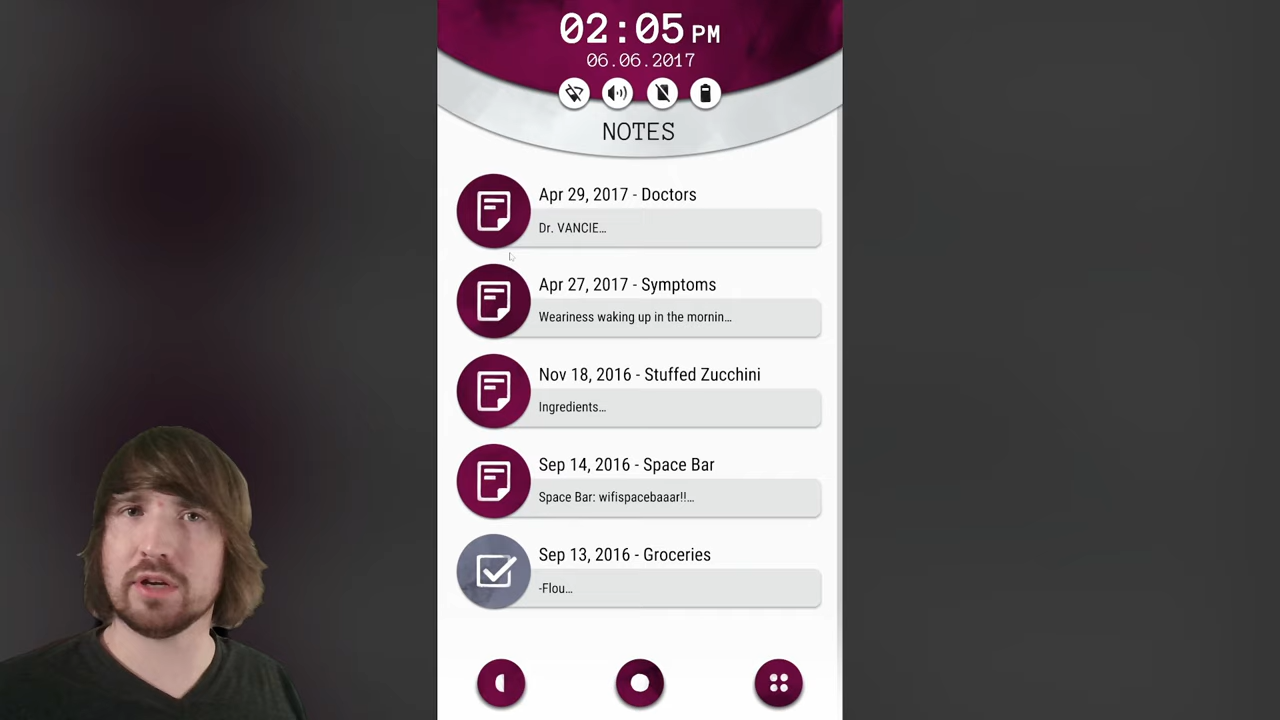 02:05 PM
06.06.2017
NOTES
Apr 29, 2017 - Doctors
Dr. VANCIE...
Apr 27, 2017 - Symptoms
Weariness waking up in the mornin...
Nov 18, 2016 - Stuffed Zucchini
Ingredients...
Sep 14, 2016 - Space Bar
Space Bar: wifispacebaaar!!...
Sep 13, 2016 - Groceries
-Flou...